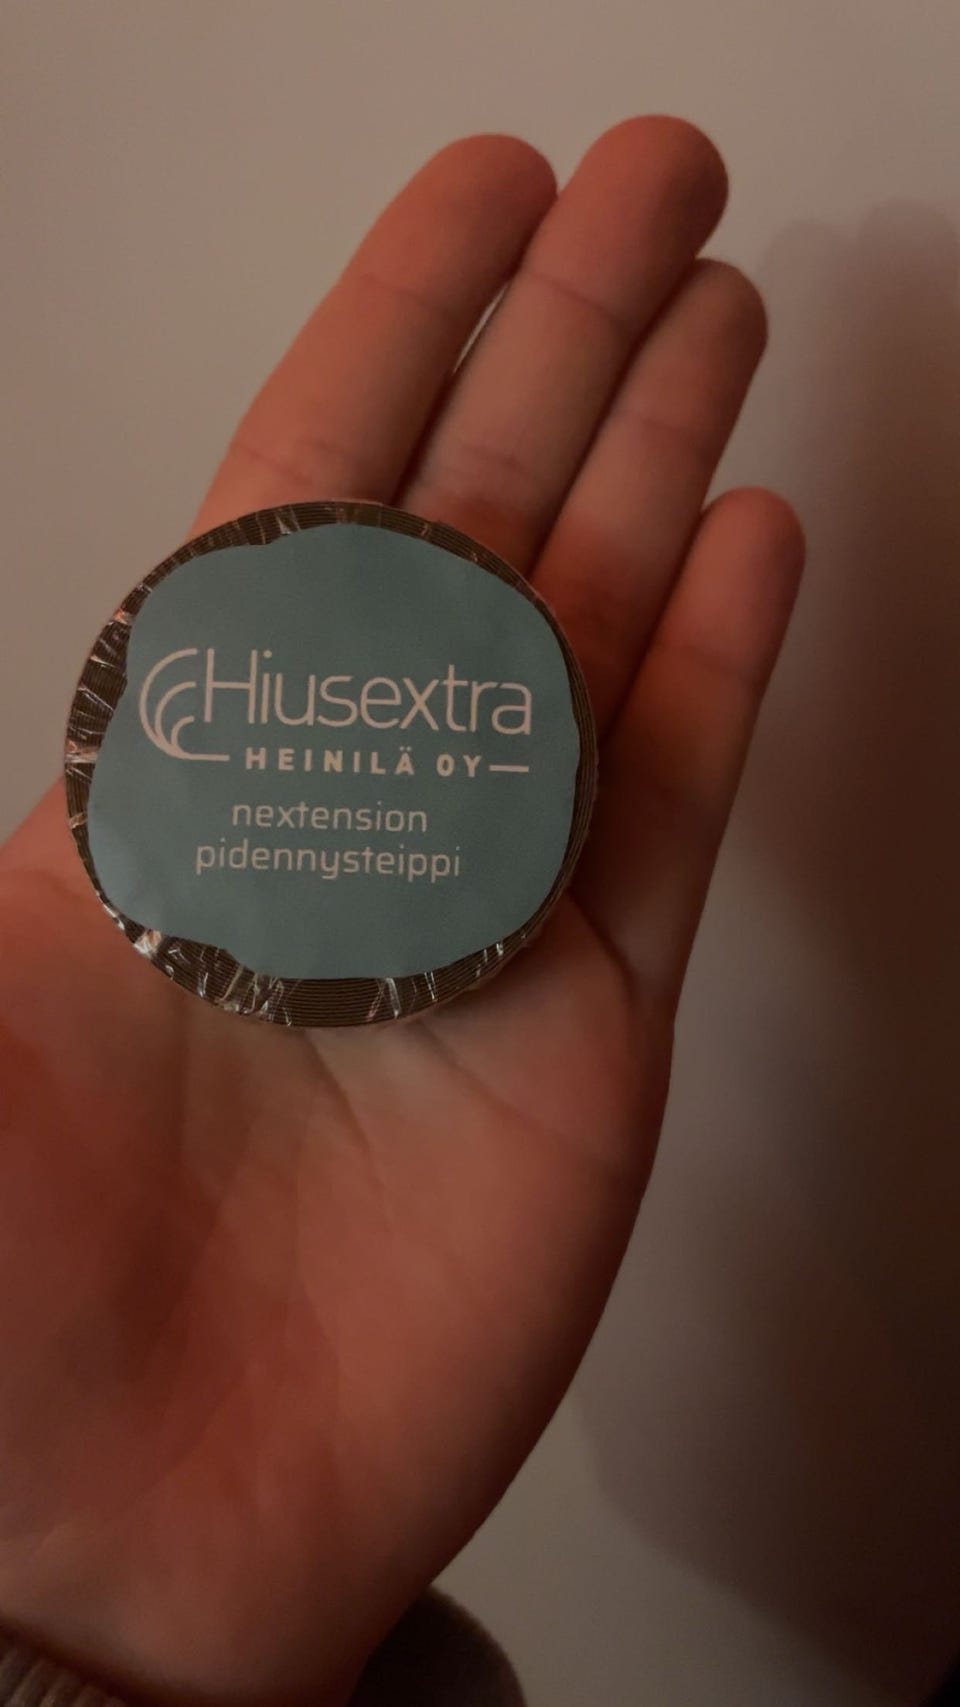 Hiusextra
HEINILÄ OY
nextension
pidennysteippi